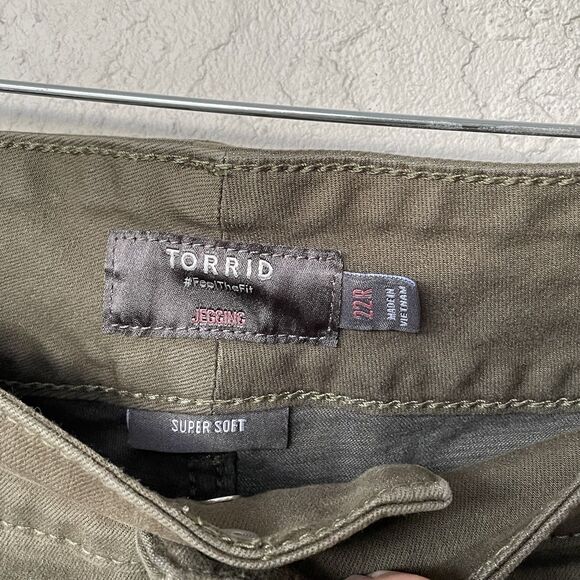 TORRID
#FeelTheFit
JEGGING
22R
MADE IN
VIETNAM
SUPER SOFT